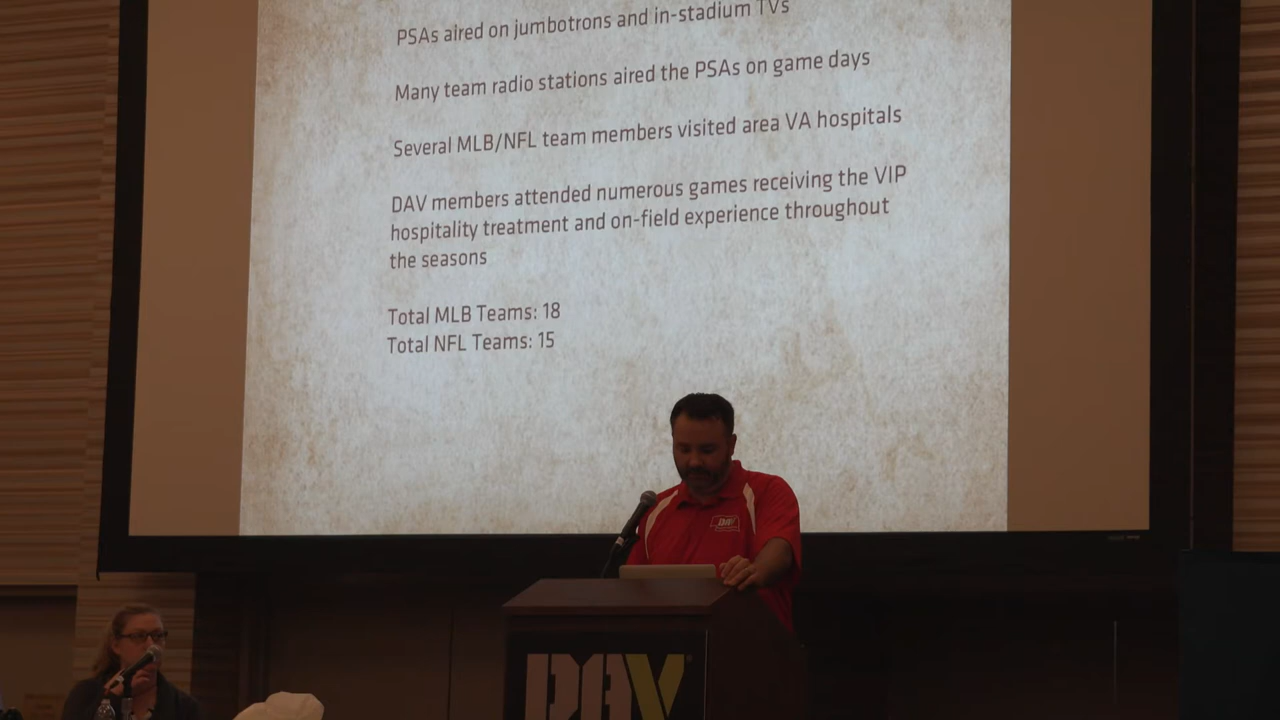 PSAs aired on jumbotrons and in-stadium TVs
Many team radio stations aired the PSAs on game days
Several MLB/NFL team members visited area VA hospitals
DAV members attended numerous games receiving the VIP
hospitality treatment and on-field experience throughout
the seasons
Total MLB Teams: 18
Total NFL Teams: 15
DAV
DAV